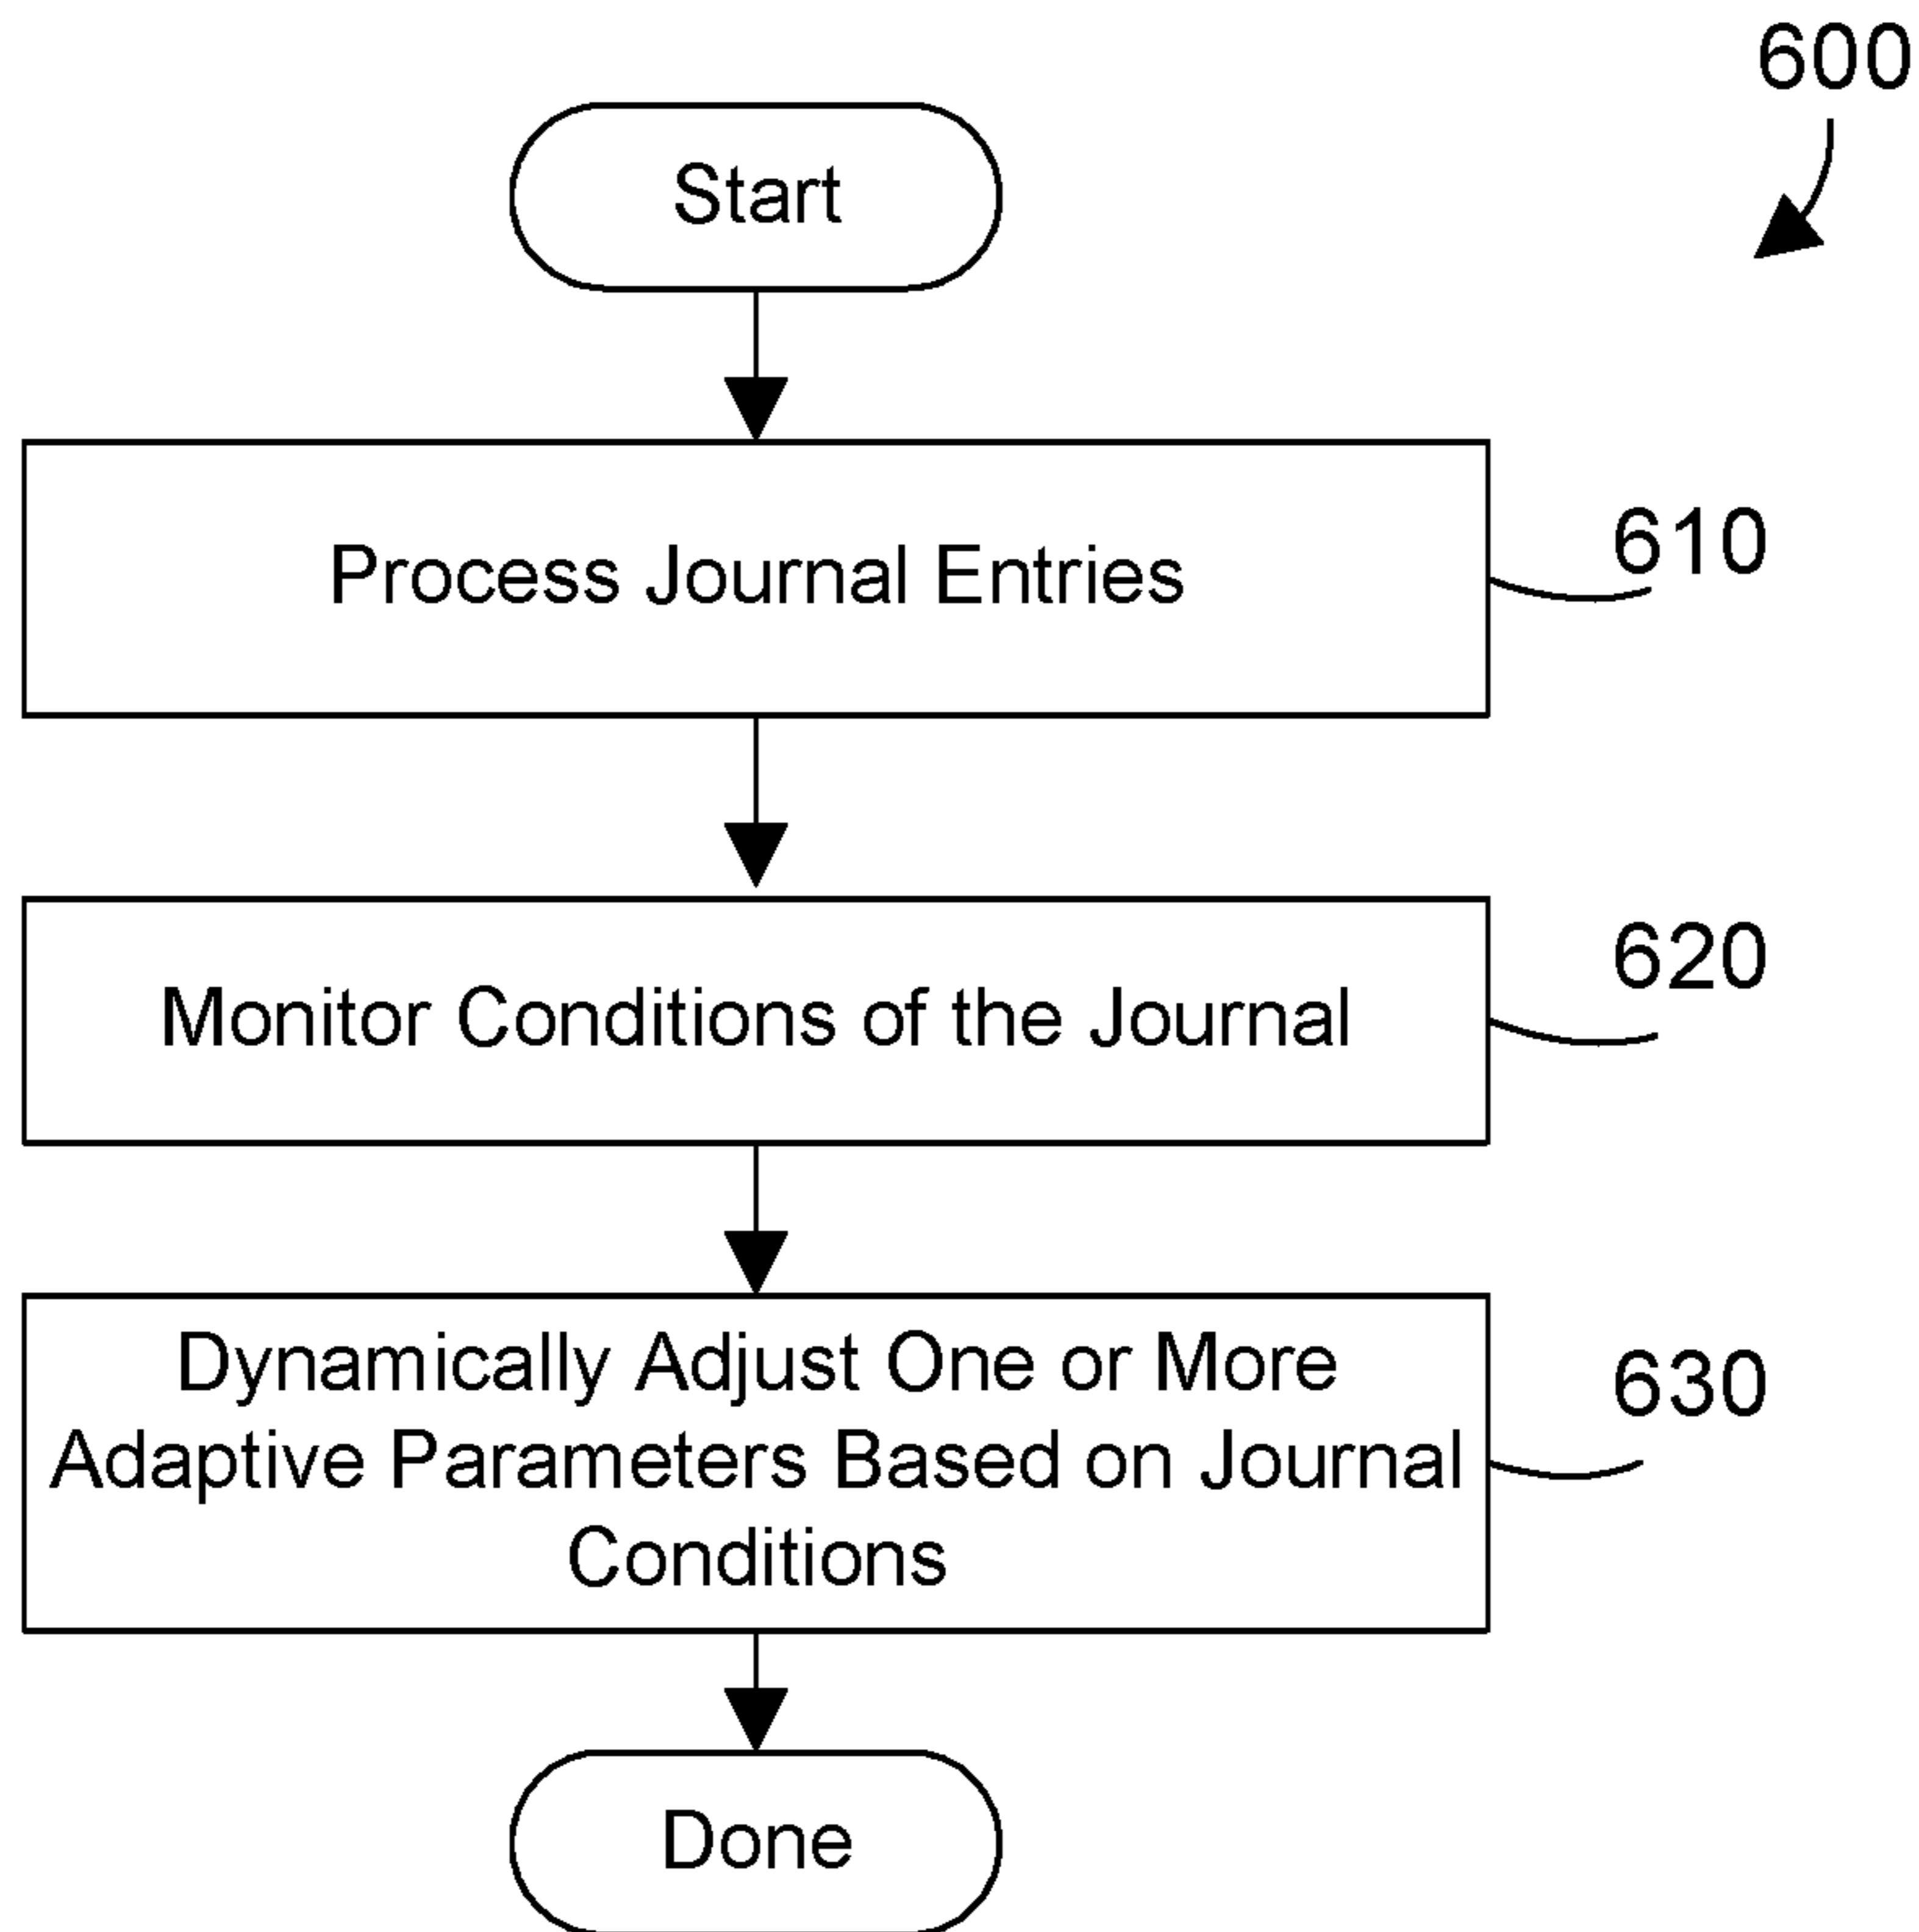 600
Start
Process Journal Entries
610
Monitor Conditions of the Journal
620
Dynamically Adjust One or More
Adaptive Parameters Based on Journal
Conditions
630
Done